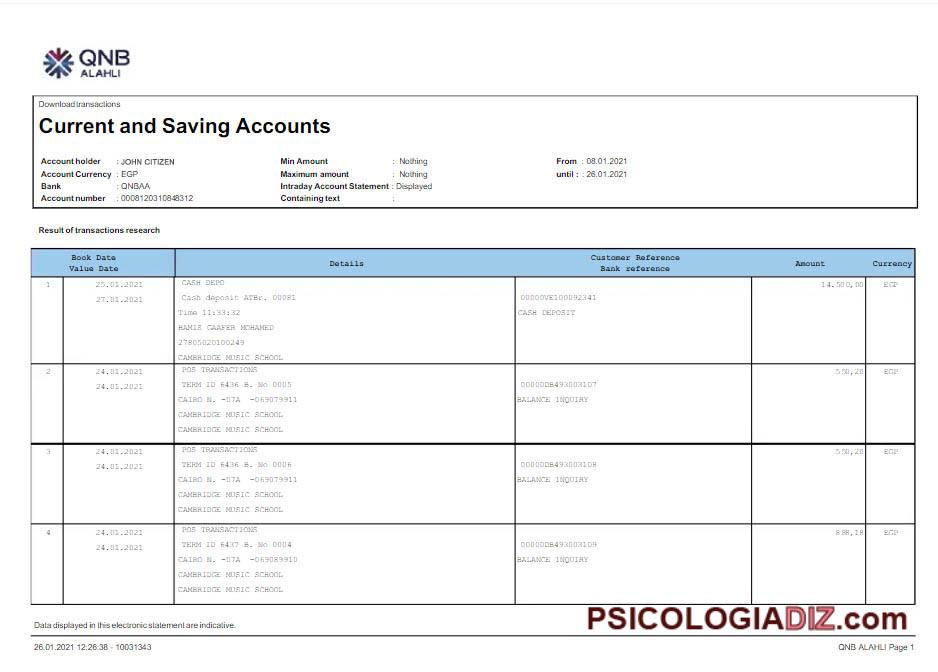 QNB
ALAHLI
Download transactions
Current and Saving Accounts
Account holder : JOHN CITIZEN
Account Currency : EGP
Bank : QNBAA
Account number : 0008120310848312
Min Amount : Nothing
Maximum amount : Nothing
Intraday Account Statement : Displayed
Containing text :
From : 08.01.2021
until : : 26.01.2021
Result of transactions research
Book Date
Value Date
Details
Customer Reference
Bank reference
Amount
Currency
1
25.01.2021
27.01.2021
CASH DEPO
Cash deposit ATBr. 00081
Time 11:33:32
HAMIS GAAFER MOHAMED
27805020100249
CAMBRIDGE MUSIC SCHOOL
00000VE100092341
CASH DEPOSIT
14.500,00
EGP
2
24.01.2021
24.01.2021
POS TRANSACTIONS
TERM ID 6436 B. No 0005
CAIRO N. -07A -069079911
CAMBRIDGE MUSIC SCHOOL
CAMBRIDGE MUSIC SCHOOL
00000DB493003107
BALANCE INQUIRY
550,20
EGP
3
24.01.2021
24.01.2021
POS TRANSACTIONS
TERM ID 6436 B. No 0006
CAIRO N. -07A -069079911
CAMBRIDGE MUSIC SCHOOL
CAMBRIDGE MUSIC SCHOOL
00000DB493003108
BALANCE INQUIRY
550,20
EGP
4
24.01.2021
24.01.2021
POS TRANSACTIONS
TERM ID 6437 B. No 0004
CAIRO N. -07A -069089910
CAMBRIDGE MUSIC SCHOOL
CAMBRIDGE MUSIC SCHOOL
00000DB493003109
BALANCE INQUIRY
898,18
EGP
PSICOLOGIADIZ.com
Data displayed in this electronic statement are indicative.
26.01.2021 12:26:38 - 10031343
QNB ALAHLI Page 1